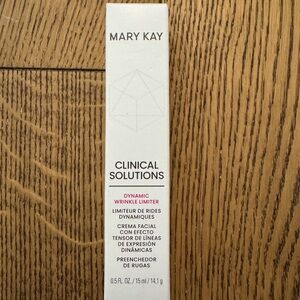 MARY KAY
CLINICAL
SOLUTIONS
DYNAMIC
WRINKLE LIMITER
LIMITEUR DE RIDES
DYNAMIQUES
CREMA FACIAL
CON EFECTO
TENSOR DE LÍNEAS
DE EXPRESIÓN
DINÁMICAS
PREENCHEDOR
DE RUGAS
0.5 FL. OZ. / 15 ml / 14,1 g